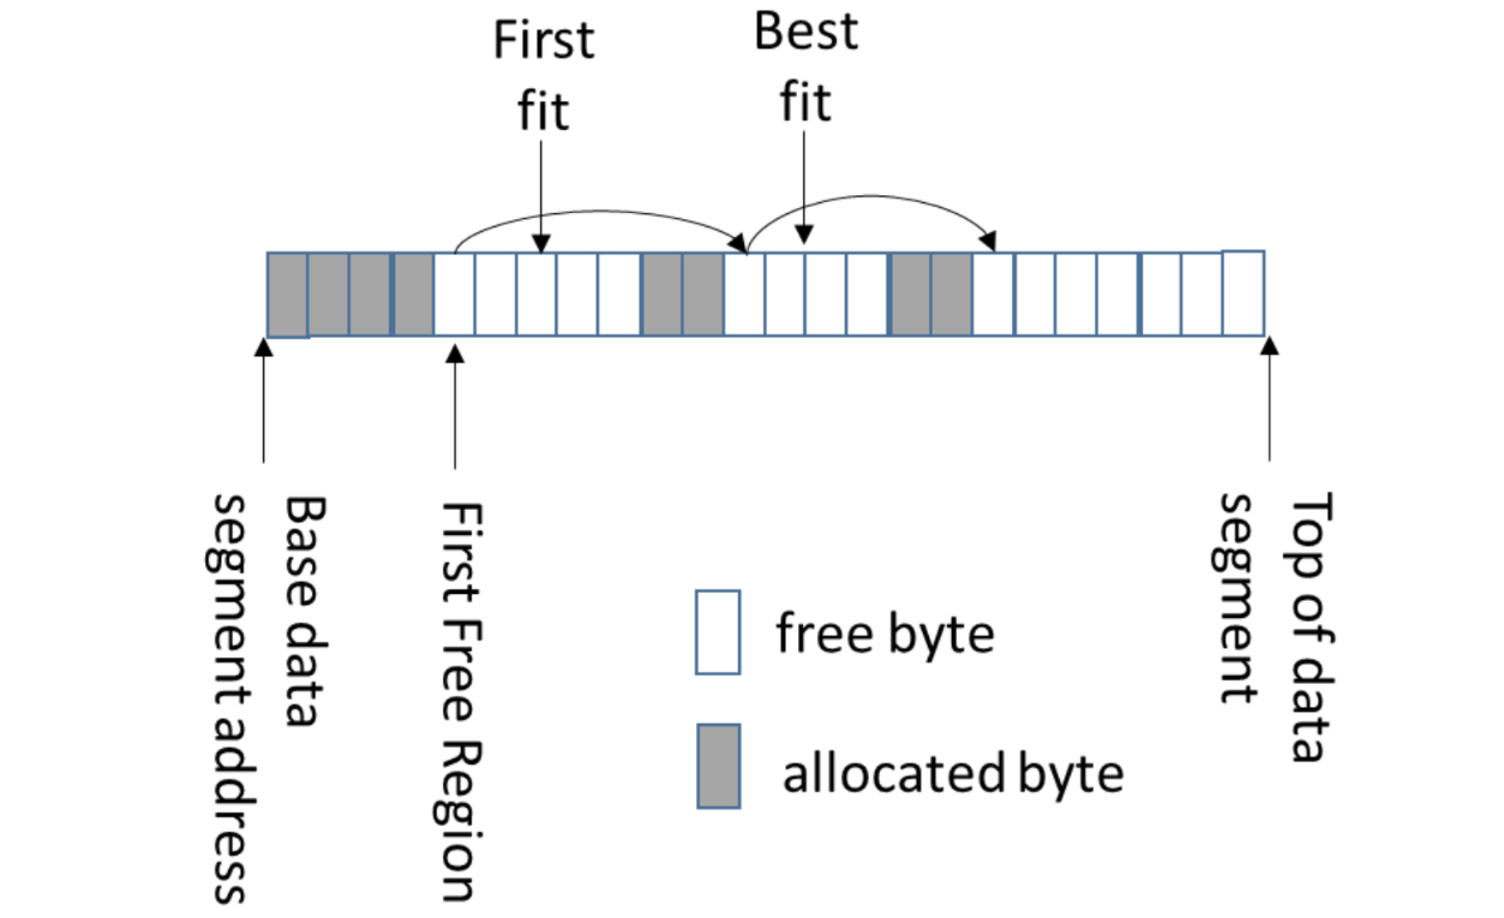 First
fit
Best
fit
Base data
segment address
First Free Region
Top of data
segment
free byte
allocated byte